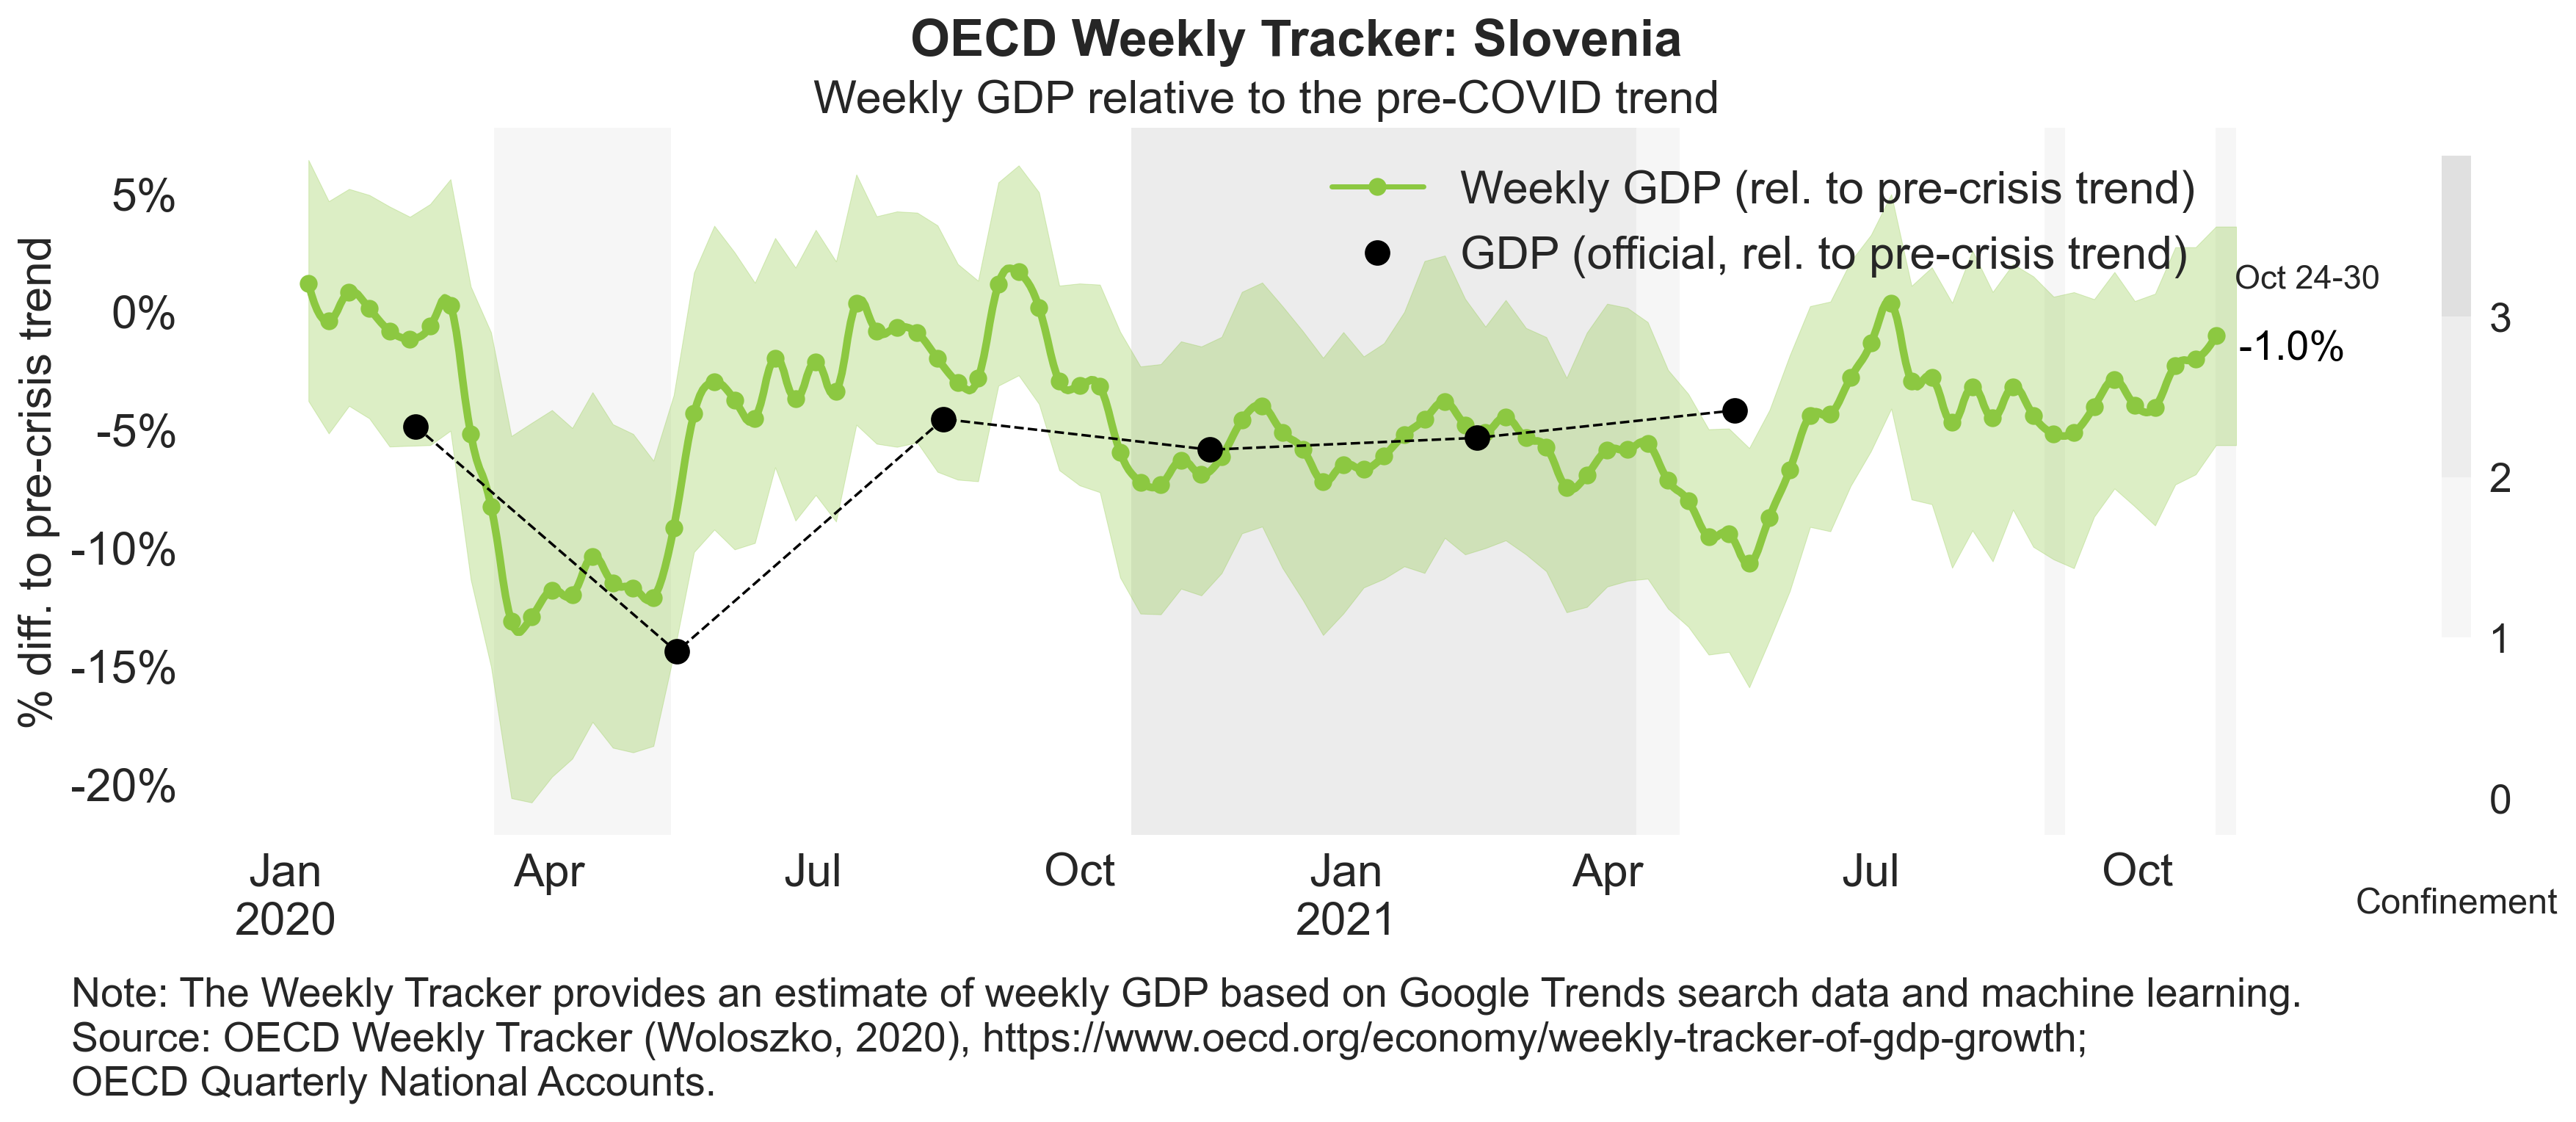 OECD Weekly Tracker: Slovenia
Weekly GDP relative to the pre-COVID trend
% diff. to pre-crisis trend
5%
0%
-5%
-10%
-15%
-20%
Weekly GDP (rel. to pre-crisis trend)
GDP (official, rel. to pre-crisis trend)
Oct 24-30
-1.0%
3
2
1
0
Confinement
Jan Apr Jul Oct Jan Apr Jul Oct
2020 2021
Note: The Weekly Tracker provides an estimate of weekly GDP based on Google Trends search data and machine learning.
Source: OECD Weekly Tracker (Woloszko, 2020), https://www.oecd.org/economy/weekly-tracker-of-gdp-growth;
OECD Quarterly National Accounts.